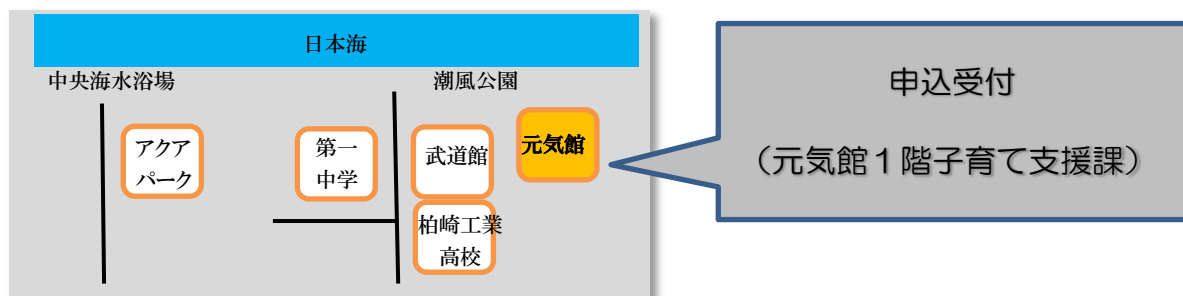 日本海
中央海水浴場
潮風公園
アクア
パーク
第一
中学
武道館
元気館
柏崎工業
高校
申込受付
（元気館１階子育て支援課）